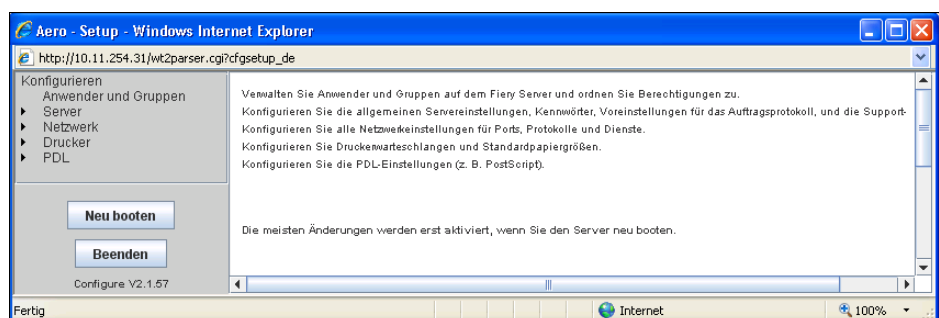 Aero - Setup - Windows Internet Explorer
http://10.11.254.31/wt2parser.cgi?cfgsetup_de
Konfigurieren
Anwender und Gruppen
Server
Netzwerk
Drucker
PDL
Neu booten
Beenden
Configure V2.1.57
Verwalten Sie Anwender und Gruppen auf dem Fiery Server und ordnen Sie Berechtigungen zu.
Konfigurieren Sie die allgemeinen Servereinstellungen, Kennwörter, Voreinstellungen für das Auftragsprotokoll, und die Support-
Konfigurieren Sie alle Netzwerkeinstellungen für Ports, Protokolle und Dienste.
Konfigurieren Sie Druckerwarteschlangen und Standardpapiergrößen.
Konfigurieren Sie die PDL-Einstellungen (z. B. PostScript).
Die meisten Änderungen werden erst aktiviert, wenn Sie den Server neu booten.
Fertig
Internet
100%